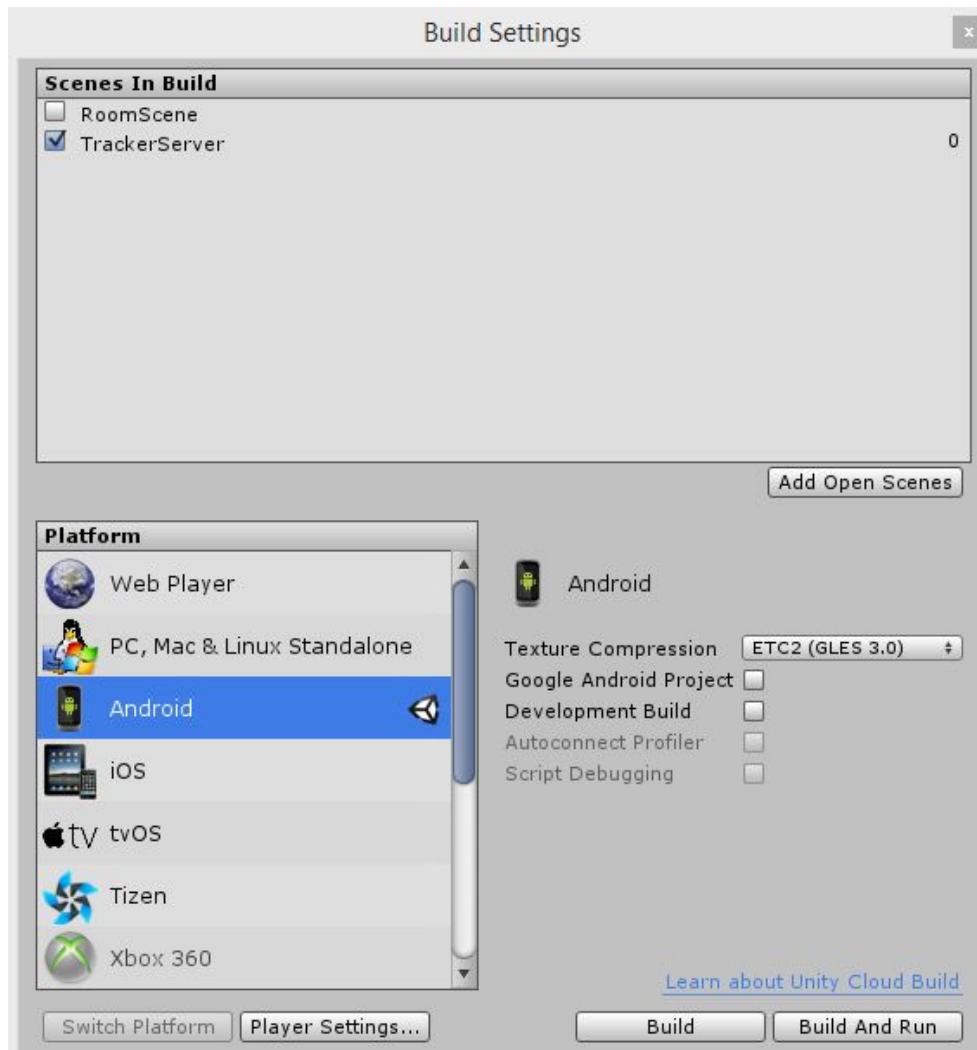 Build Settings
x
Scenes In Build
RoomScene
TrackerServer 0
Add Open Scenes
Platform
Web Player
PC, Mac & Linux Standalone
Android
iOS
tv tvOS
Tizen
Xbox 360
Android
Texture Compression ETC2 (GLES 3.0)
Google Android Project
Development Build
Autoconnect Profiler
Script Debugging
Learn about Unity Cloud Build
Switch Platform Player Settings... Build Build And Run